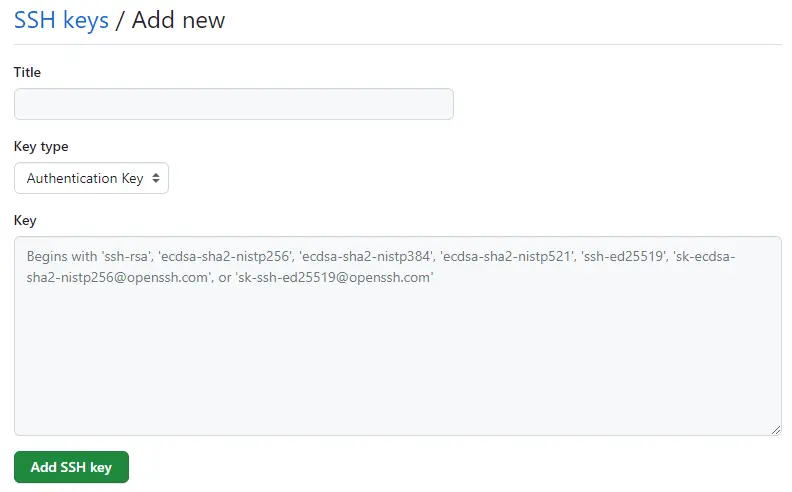 SSH keys / Add new
Title
Key type
Authentication Key
Key
Begins with 'ssh-rsa', 'ecdsa-sha2-nistp256', 'ecdsa-sha2-nistp384', 'ecdsa-sha2-nistp521', 'ssh-ed25519', 'sk-ecdsa-
sha2-nistp256@openssh.com', or 'sk-ssh-ed25519@openssh.com'
Add SSH key